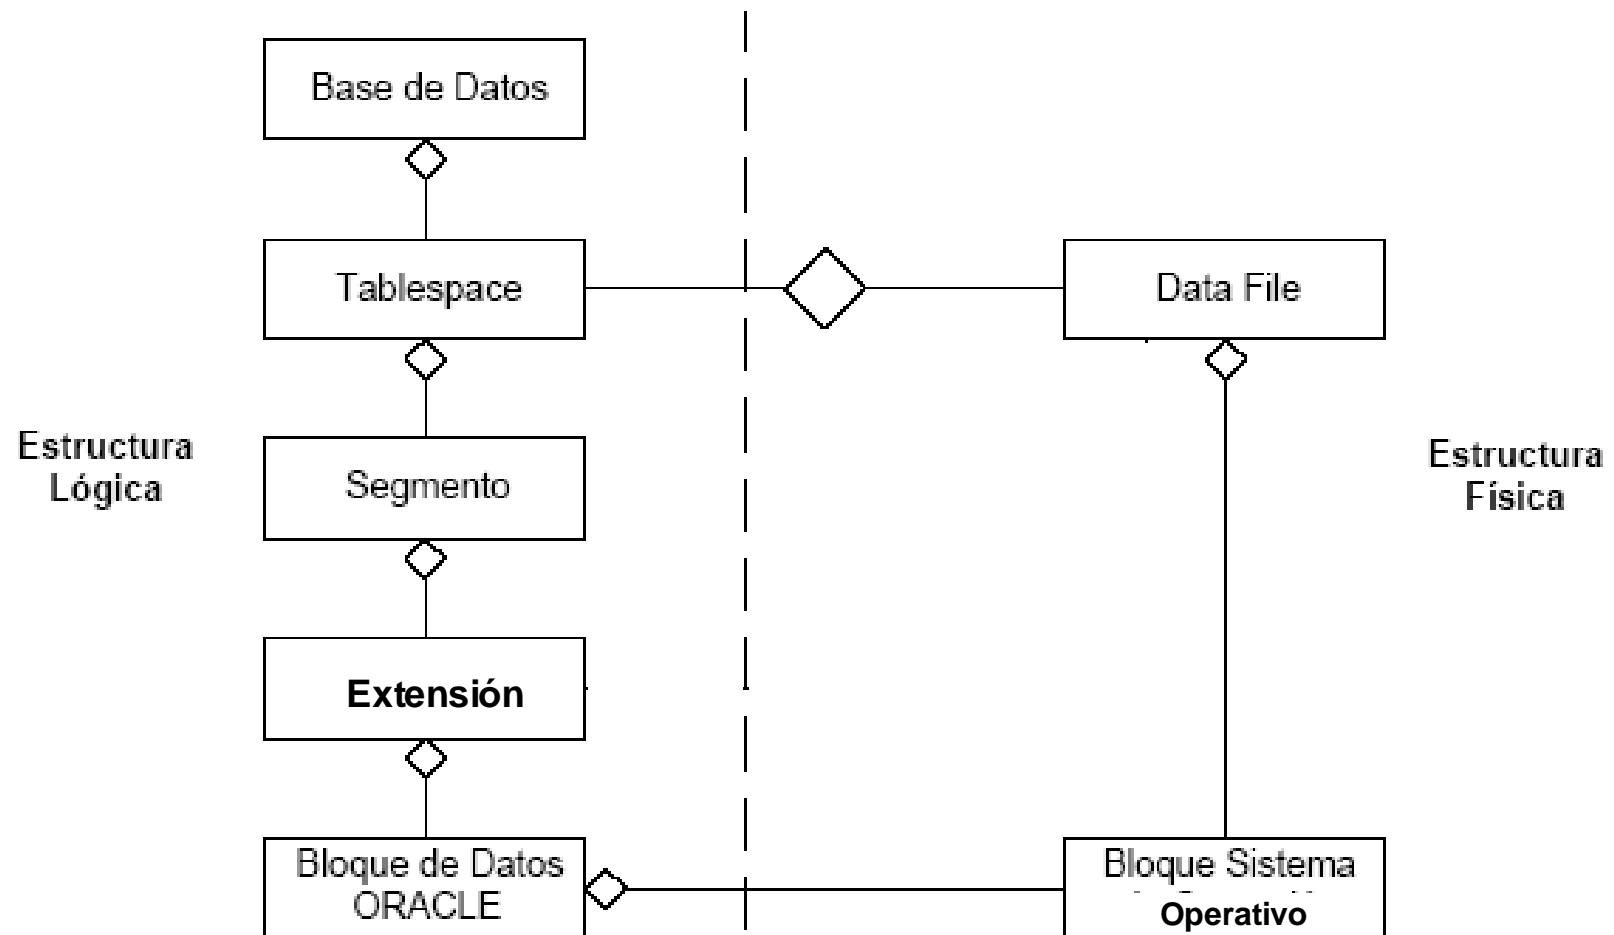 Base de Datos
Tablespace
Data File
Estructura
Lógica
Segmento
Estructura
Física
Extensión
Bloque de Datos
ORACLE
Bloque Sistema
Operativo